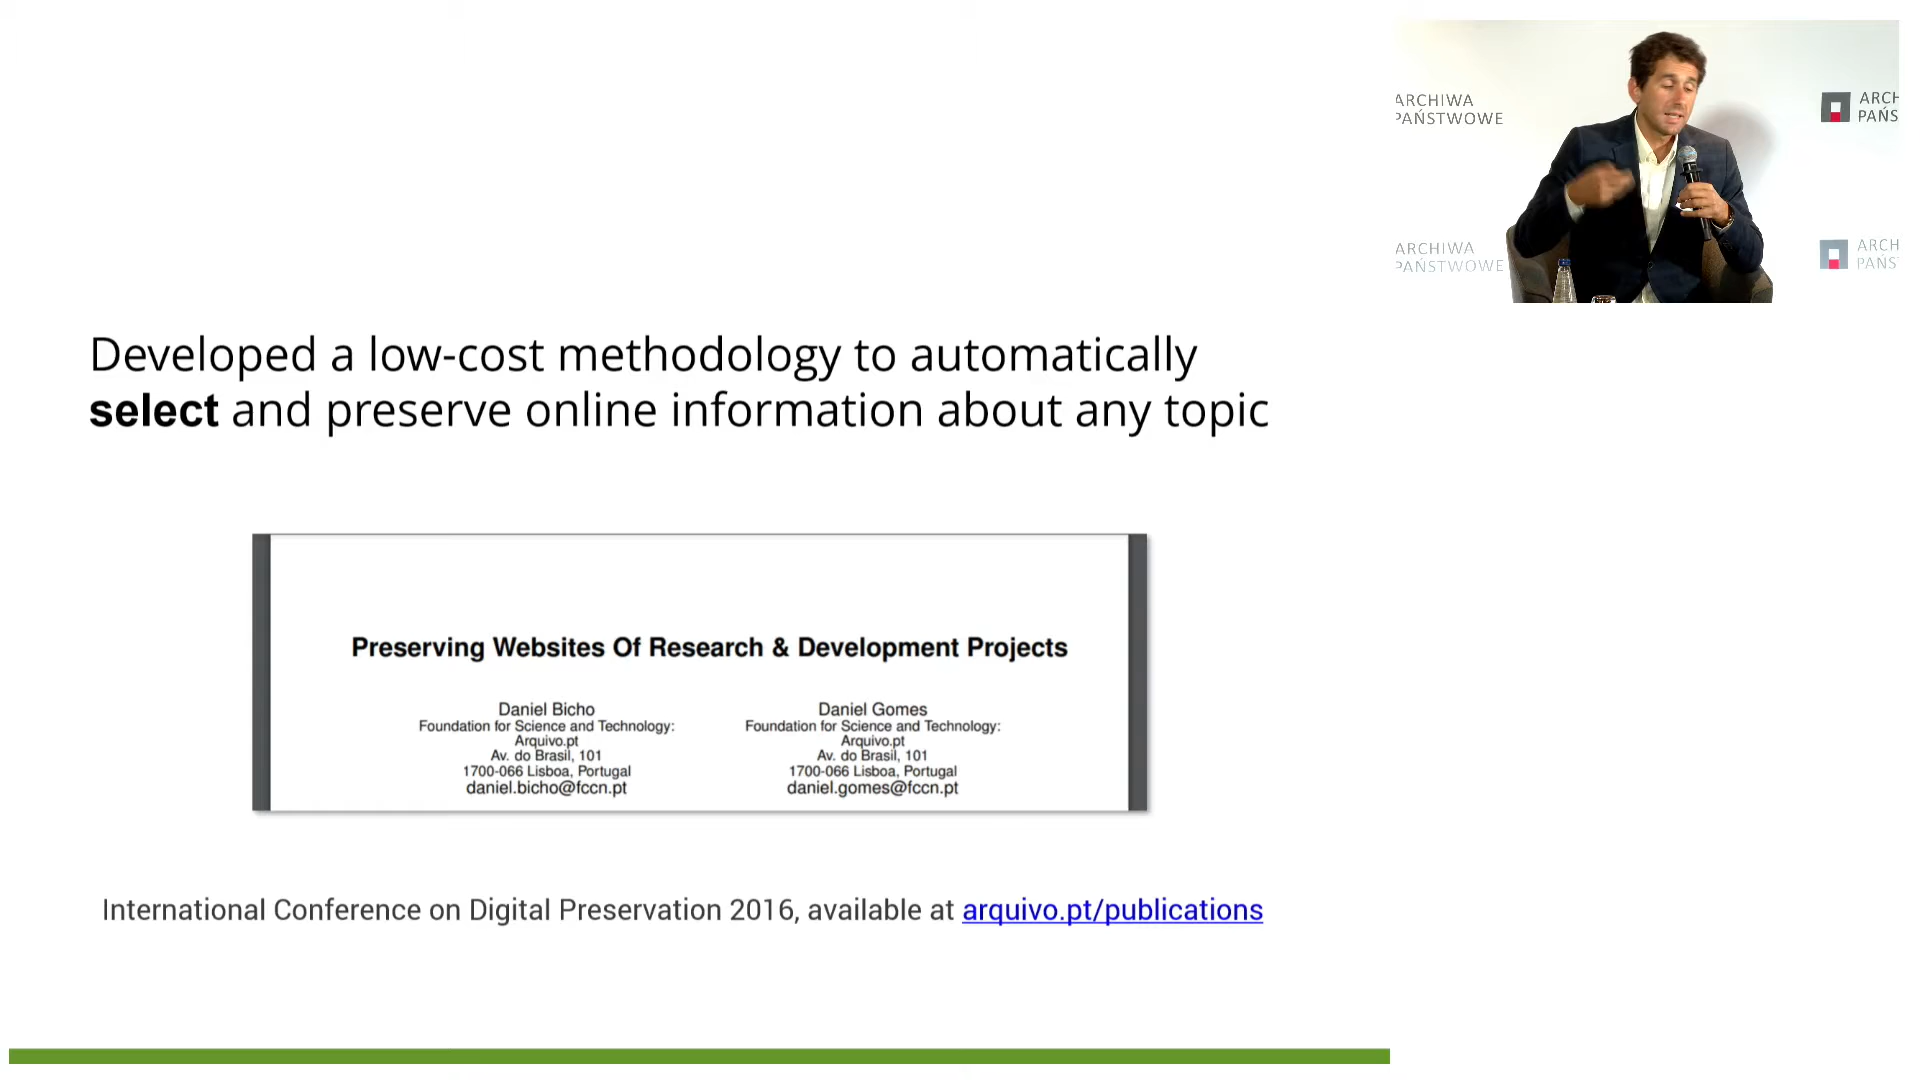 ARCHIWA
PAŃSTWOWE
ARCH
PAŃS
ARCHIWA
PAŃSTWOWE
ARCH
PAŃS
Developed a low-cost methodology to automatically
select and preserve online information about any topic
Preserving Websites Of Research & Development Projects
Daniel Bicho
Foundation for Science and Technology:
Arquivo.pt
Av. do Brasil, 101
1700-066 Lisboa, Portugal
daniel.bicho@fccn.pt
Daniel Gomes
Foundation for Science and Technology:
Arquivo.pt
Av. do Brasil, 101
1700-066 Lisboa, Portugal
daniel.gomes@fccn.pt
International Conference on Digital Preservation 2016, available at arquivo.pt/publications